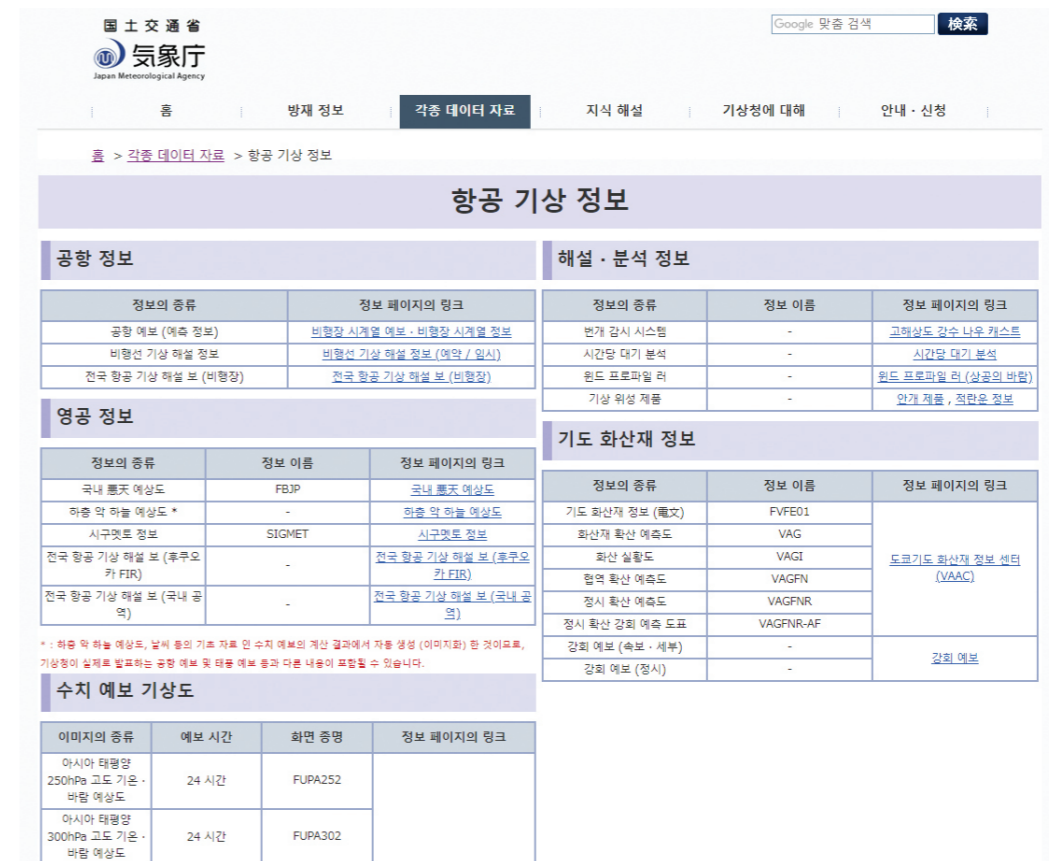 国土交通省
気象庁
Japan Meteorological Agency
Google 맞춤 검색
検索
홈 방재 정보 각종 데이터 자료 지식 해설 기상청에 대해 안내 · 신청
홈 > 각종 데이터 자료 > 항공 기상 정보
항공 기상 정보
공항 정보
정보의 종류 정보 페이지의 링크
공항 예보 (예측 정보) 비행장 시계열 예보 · 비행장 시계열 정보
비행선 기상 해설 정보 비행선 기상 해설 정보 (예약 / 임시)
전국 항공 기상 해설 보 (비행장) 전국 항공 기상 해설 보 (비행장)
영공 정보
정보의 종류 정보 이름 정보 페이지의 링크
국내 悪天 예상도 FBJP 국내 悪天 예상도
하층 악 하늘 예상도 * - 하층 악 하늘 예상도
시구멧토 정보 SIGMET 시구멧토 정보
전국 항공 기상 해설 보 (후쿠오
카 FIR)
-
전국 항공 기상 해설 보 (후쿠오
카 FIR)
전국 항공 기상 해설 보 (국내 공
역)
-
전국 항공 기상 해설 보 (국내 공
역)
* : 하층 악 하늘 예상도, 날씨 등의 기초 자료 인 수치 예보의 계산 결과에서 자동 생성 (이미지화) 한 것이므로,
기상청이 실제로 발표하는 공항 예보 및 태풍 예보 등과 다른 내용이 포함될 수 있습니다.
수치 예보 기상도
이미지의 종류 예보 시간 화면 종명 정보 페이지의 링크
아시아 태평양
250hPa 고도 기온 ·
바람 예상도
24 시간 FUPA252
아시아 태평양
300hPa 고도 기온 ·
바람 예상도
24 시간 FUPA302
해설 · 분석 정보
정보의 종류 정보 이름 정보 페이지의 링크
번개 감시 시스템 - 고해상도 강수 나우 캐스트
시간당 대기 분석 - 시간당 대기 분석
윈드 프로파일 러 - 윈드 프로파일 러 (상공의 바람)
기상 위성 제품 - 안개 제품 , 적란운 정보
기도 화산재 정보
정보의 종류 정보 이름 정보 페이지의 링크
기도 화산재 정보 (電文) FVFE01
화산재 확산 예측도 VAG
화산 실황도 VAGI
협역 확산 예측도 VAGFN
정시 확산 예측도 VAGFNR
정시 확산 강회 예측 도표 VAGFNR-AF
도쿄기도 화산재 정보 센터
(VAAC)
강회 예보 (속보 · 세부) -
강회 예보 (정시) -
강회 예보